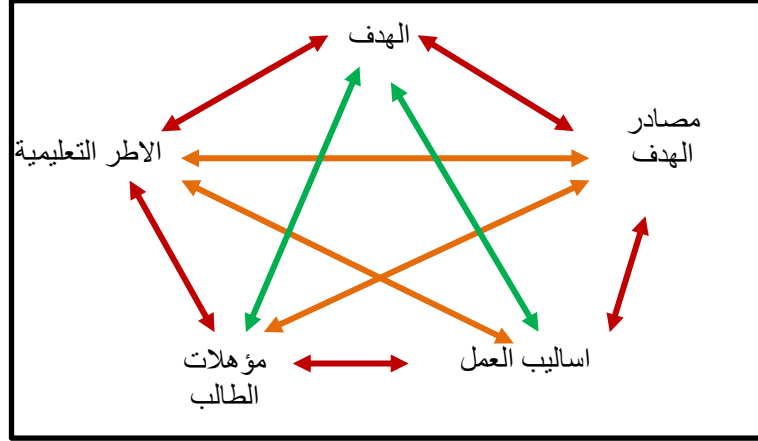 الهدف
مصادر
الهدف
الاطر التعليمية
اساليب العمل
مؤهلات
الطالب